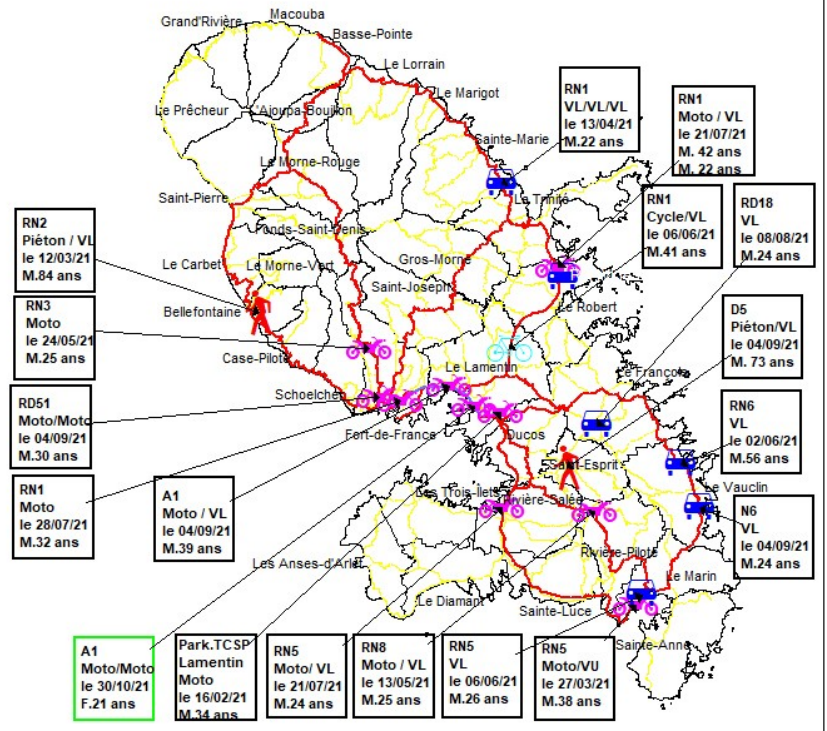 Macouba
Grand'Rivière
Basse-Pointe
Le Lorrain
Le Marigot
Le Prêcheur
L'Ajoupa-Bouillon
Sainte-Marie
Le Morne-Rouge
Saint-Pierre
La Trinité
Fonds-Saint-Denis
Le Carbet
Le Morne-Vert
Gros-Morne
Saint-Joseph
Bellefontaine
Le Robert
Case-Pilote
Le Lamentin
Le François
Schoelcher
Fort-de-France
Ducos
Saint-Esprit
Le Vauclin
Les Trois-Ilets
Rivière-Salée
Les Anses-d'Arlet
Rivière-Pilote
Le Marin
Le Diamant
Sainte-Luce
Sainte-Anne
RN1
VL/VL/VL
le 13/04/21
M.22 ans
RN1
Moto / VL
le 21/07/21
M. 42 ans
M. 22 ans
RN1
Cycle/VL
le 06/06/21
M.41 ans
RD18
VL
le 08/08/21
M.24 ans
D5
Piéton/VL
le 04/09/21
M. 73 ans
RN6
VL
le 02/06/21
M.56 ans
N6
VL
le 04/09/21
M.24 ans
RN2
Piéton / VL
le 12/03/21
M.84 ans
RN3
Moto
le 24/05/21
M.25 ans
RD51
Moto/Moto
le 04/09/21
M.30 ans
RN1
Moto
le 28/07/21
M.32 ans
A1
Moto / VL
le 04/09/21
M.39 ans
A1
Moto/Moto
le 30/10/21
F.21 ans
Park.TCSP
Lamentin
Moto
le 16/02/21
M.34 ans
RN5
Moto/ VL
le 21/07/21
M.24 ans
RN8
Moto / VL
le 13/05/21
M.25 ans
RN5
VL
le 06/06/21
M.26 ans
RN5
Moto/VU
le 27/03/21
M.38 ans